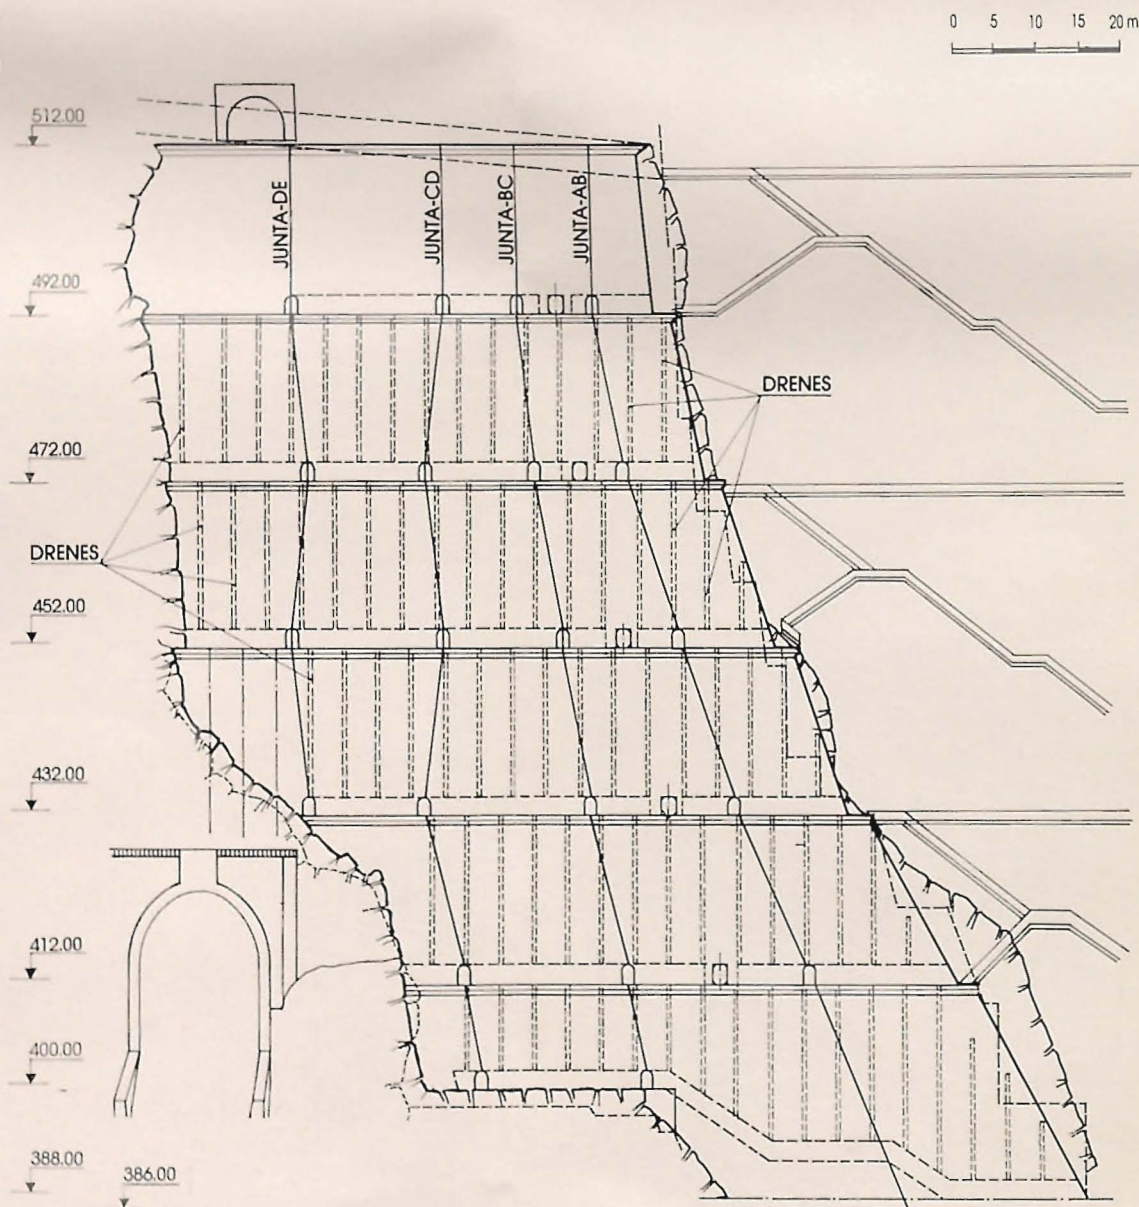 0 5 10 15 20 m
512.00
JUNTA-DE
JUNTA-CD
JUNTA-BC
JUNTA-AB
492.00
DRENES
472.00
DRENES
452.00
432.00
412.00
400.00
388.00
386.00